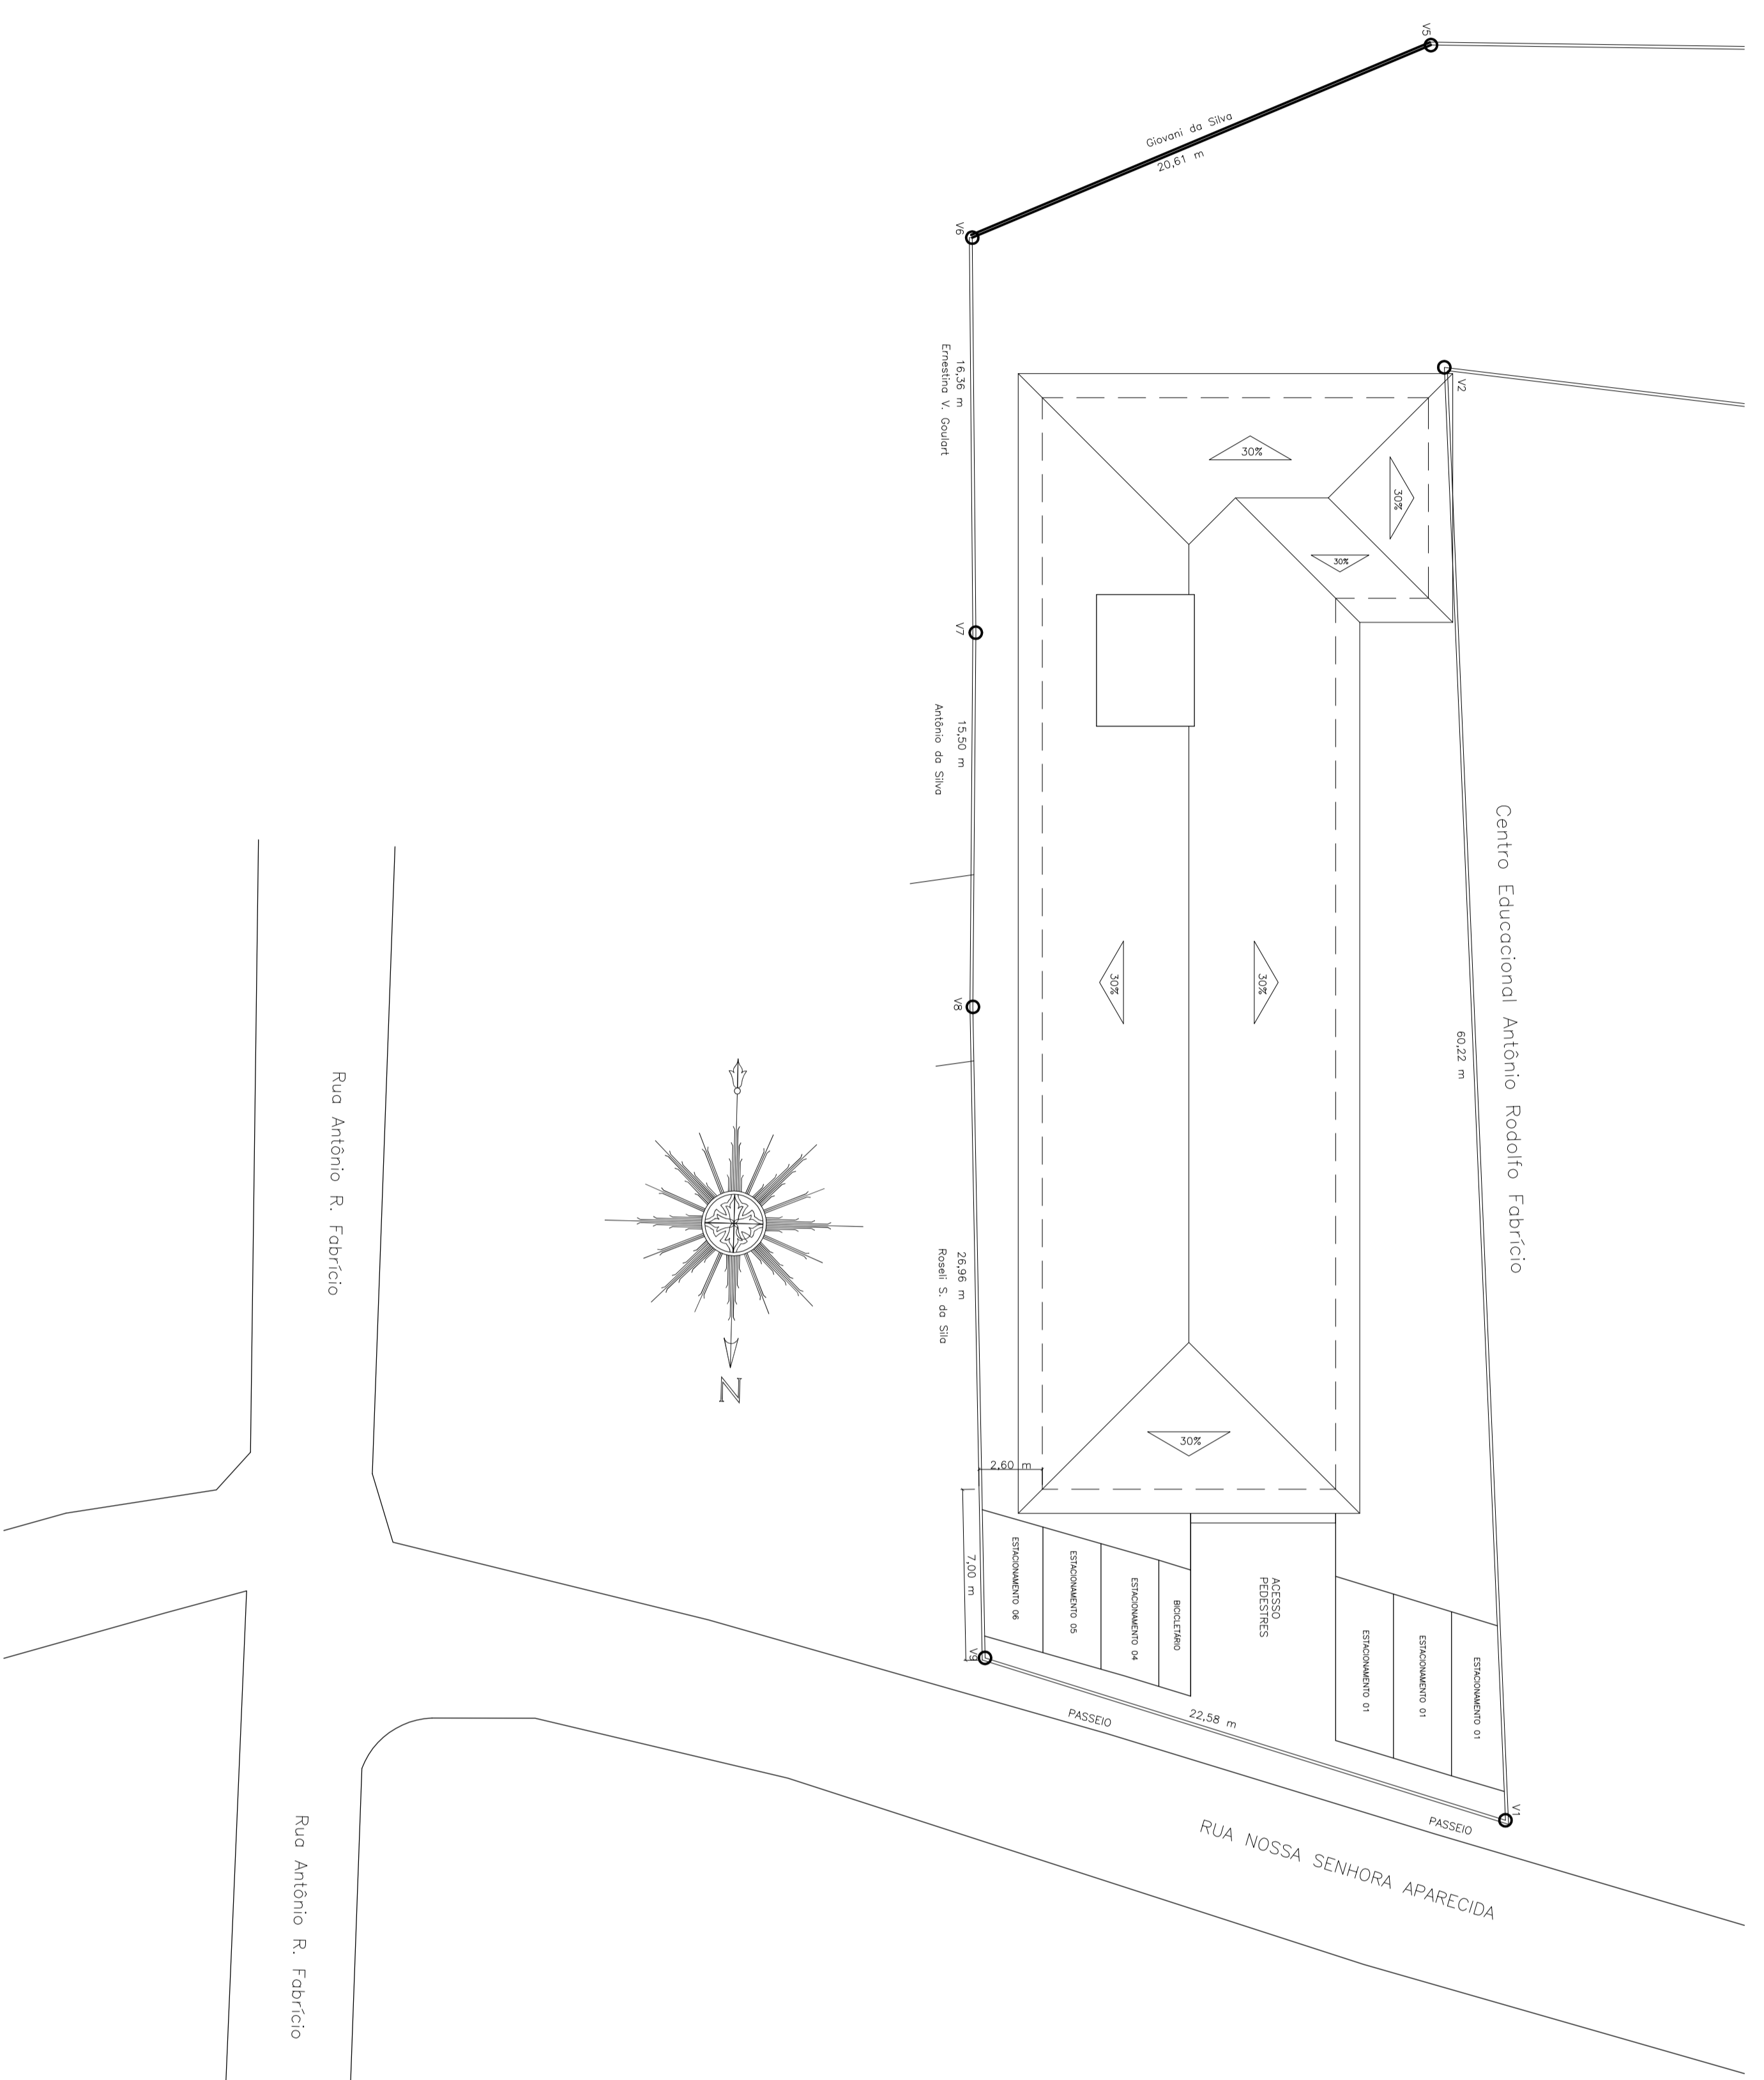 V5
Giovani da Silva
20,61 m
V6
V2
16,36 m
Ernestina V. Goulart
30%
30%
30%
V7
15,50 m
Antônio da Silva
Centro Educacional Antônio Rodolfo Fabrício
60,22 m
30%
30%
V8
Rua Antônio R. Fabrício
26,96 m
Roseli S. da Sila
N
30%
2,60 m
7,00 m
ESTACIONAMENTO 06
ESTACIONAMENTO 05
ESTACIONAMENTO 04
BICICLETÁRIO
ACESSO
PEDESTRES
ESTACIONAMENTO 01
ESTACIONAMENTO 01
ESTACIONAMENTO 01
V9
22,58 m
PASSEIO
V1
PASSEIO
RUA NOSSA SENHORA APARECIDA
Rua Antônio R. Fabrício